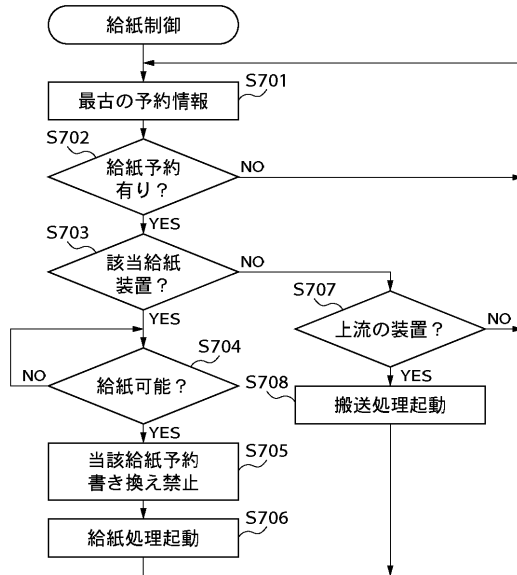 給紙制御
S701
最古の予約情報
S702
給紙予約
有り？
NO
YES
S703
該当給紙
装置？
NO
YES
S707
上流の装置？
NO
YES
S704
給紙可能？
NO
YES
S708
搬送処理起動
S705
当該給紙予約
書き換え禁止
S706
給紙処理起動